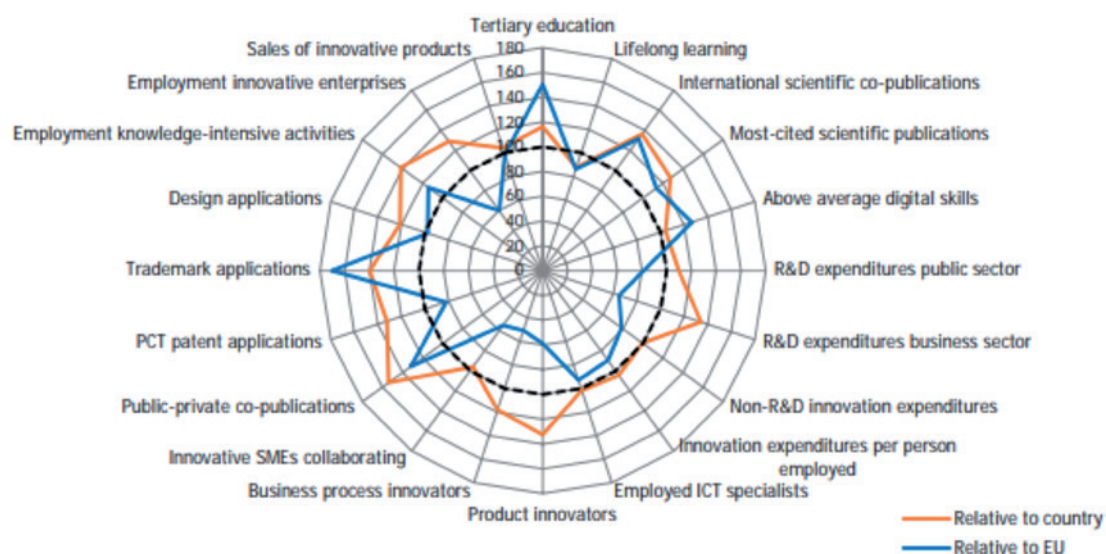 Tertiary education
Sales of innovative products
Lifelong learning
Employment innovative enterprises
International scientific co-publications
Employment knowledge-intensive activities
Most-cited scientific publications
Design applications
Above average digital skills
Trademark applications
R&D expenditures public sector
PCT patent applications
R&D expenditures business sector
Public-private co-publications
Non-R&D innovation expenditures
Innovative SMEs collaborating
Innovation expenditures per person
employed
Business process innovators
Employed ICT specialists
Product innovators
180
160
140
120
100
80
60
40
20
0
Relative to country
Relative to EU